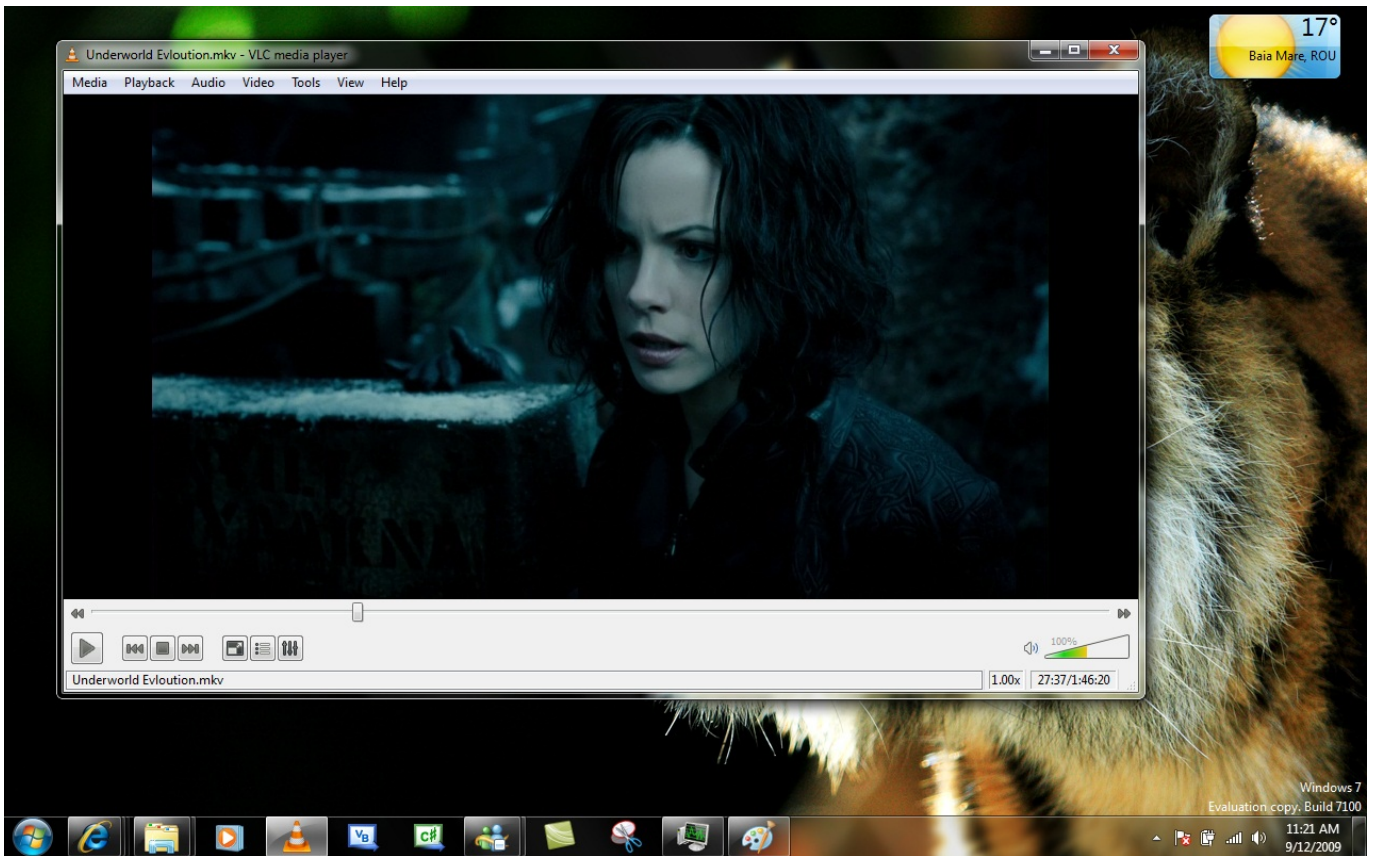 17°
Baia Mare, ROU
Underworld Evloution.mkv - VLC media player
Media Playback Audio Video Tools View Help
100%
Underworld Evloution.mkv
1.00x
27:37/1:46:20
Windows 7
Evaluation copy. Build 7100
VB
C#
11:21 AM
9/12/2009